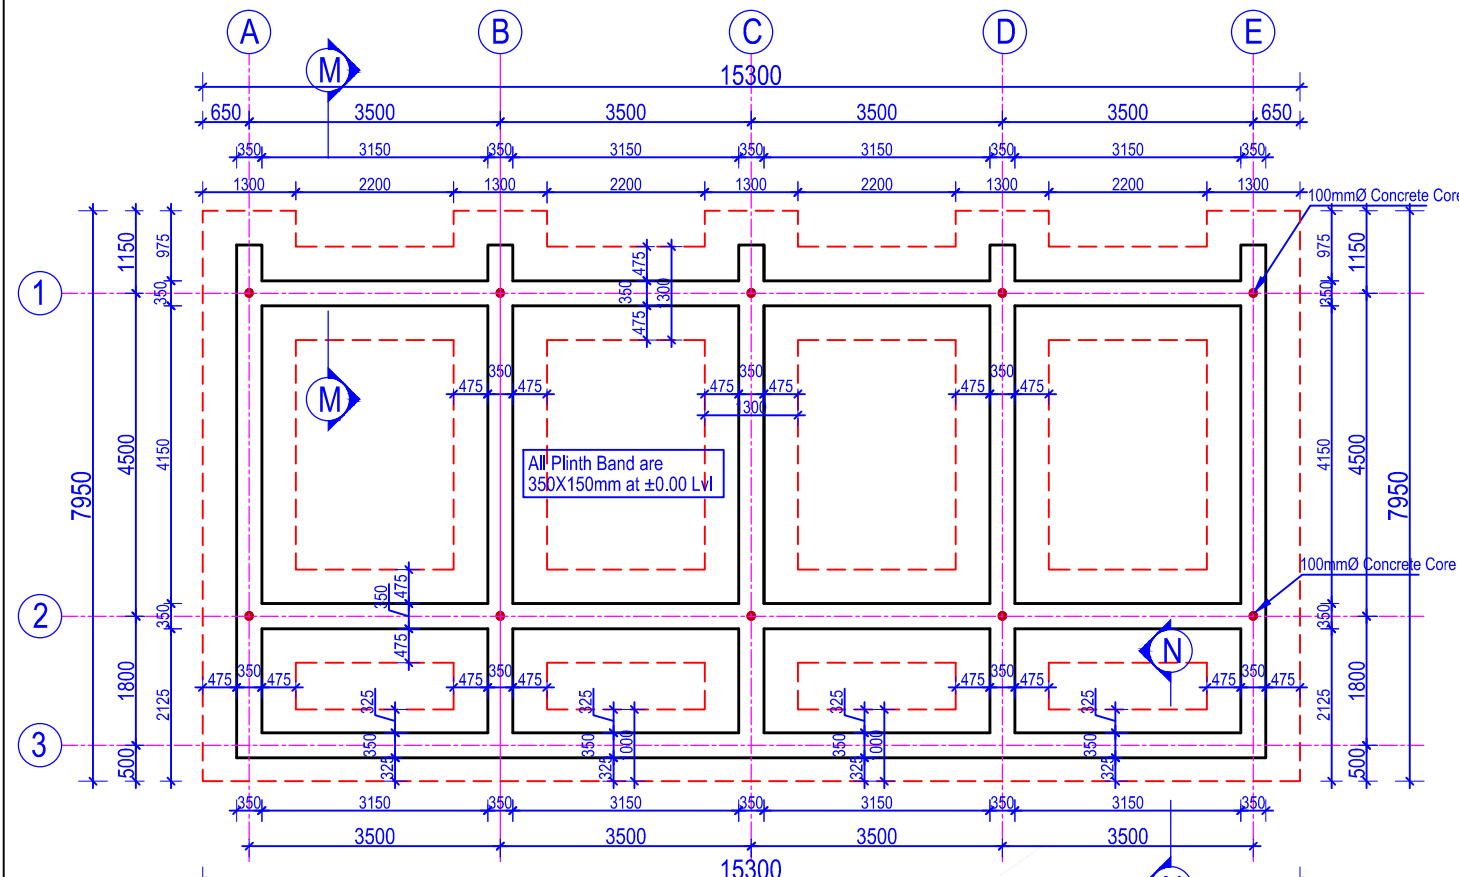 A B C D E
M
15300
650 3500 3500 3500 3500 650
350 3150 350 3150 350 3150 350 3150 350
1300 2200 1300 2200 1300 2200 1300 2200 1300
100mmØ Concrete Core
1150 975 475 975 1150
1 350 350 1300 350
475
350 350 350
M 475 475 475 475 475 475
1300
7950 4500 4150 4150 4500 7950
All Plinth Band are
350X150mm at ±0.00 Lvl
475
350
100mmØ Concrete Core
2 350 350
475
N
350 350 350 350
475 475 475 475 475 475 475 475
1800 2125 325 325 325 325 2125 1800
3 350 350 1000 350 1000 350
500 325 325 325 325 500
350 3150 350 3150 350 3150 350 3150 350
3500 3500 3500 3500
15300